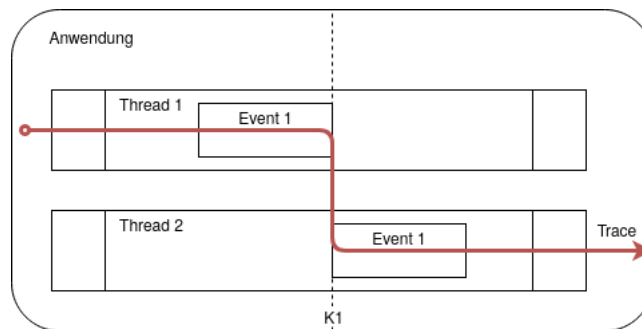 Anwendung
Thread 1
Event 1
Thread 2
Event 1
Trace
K1